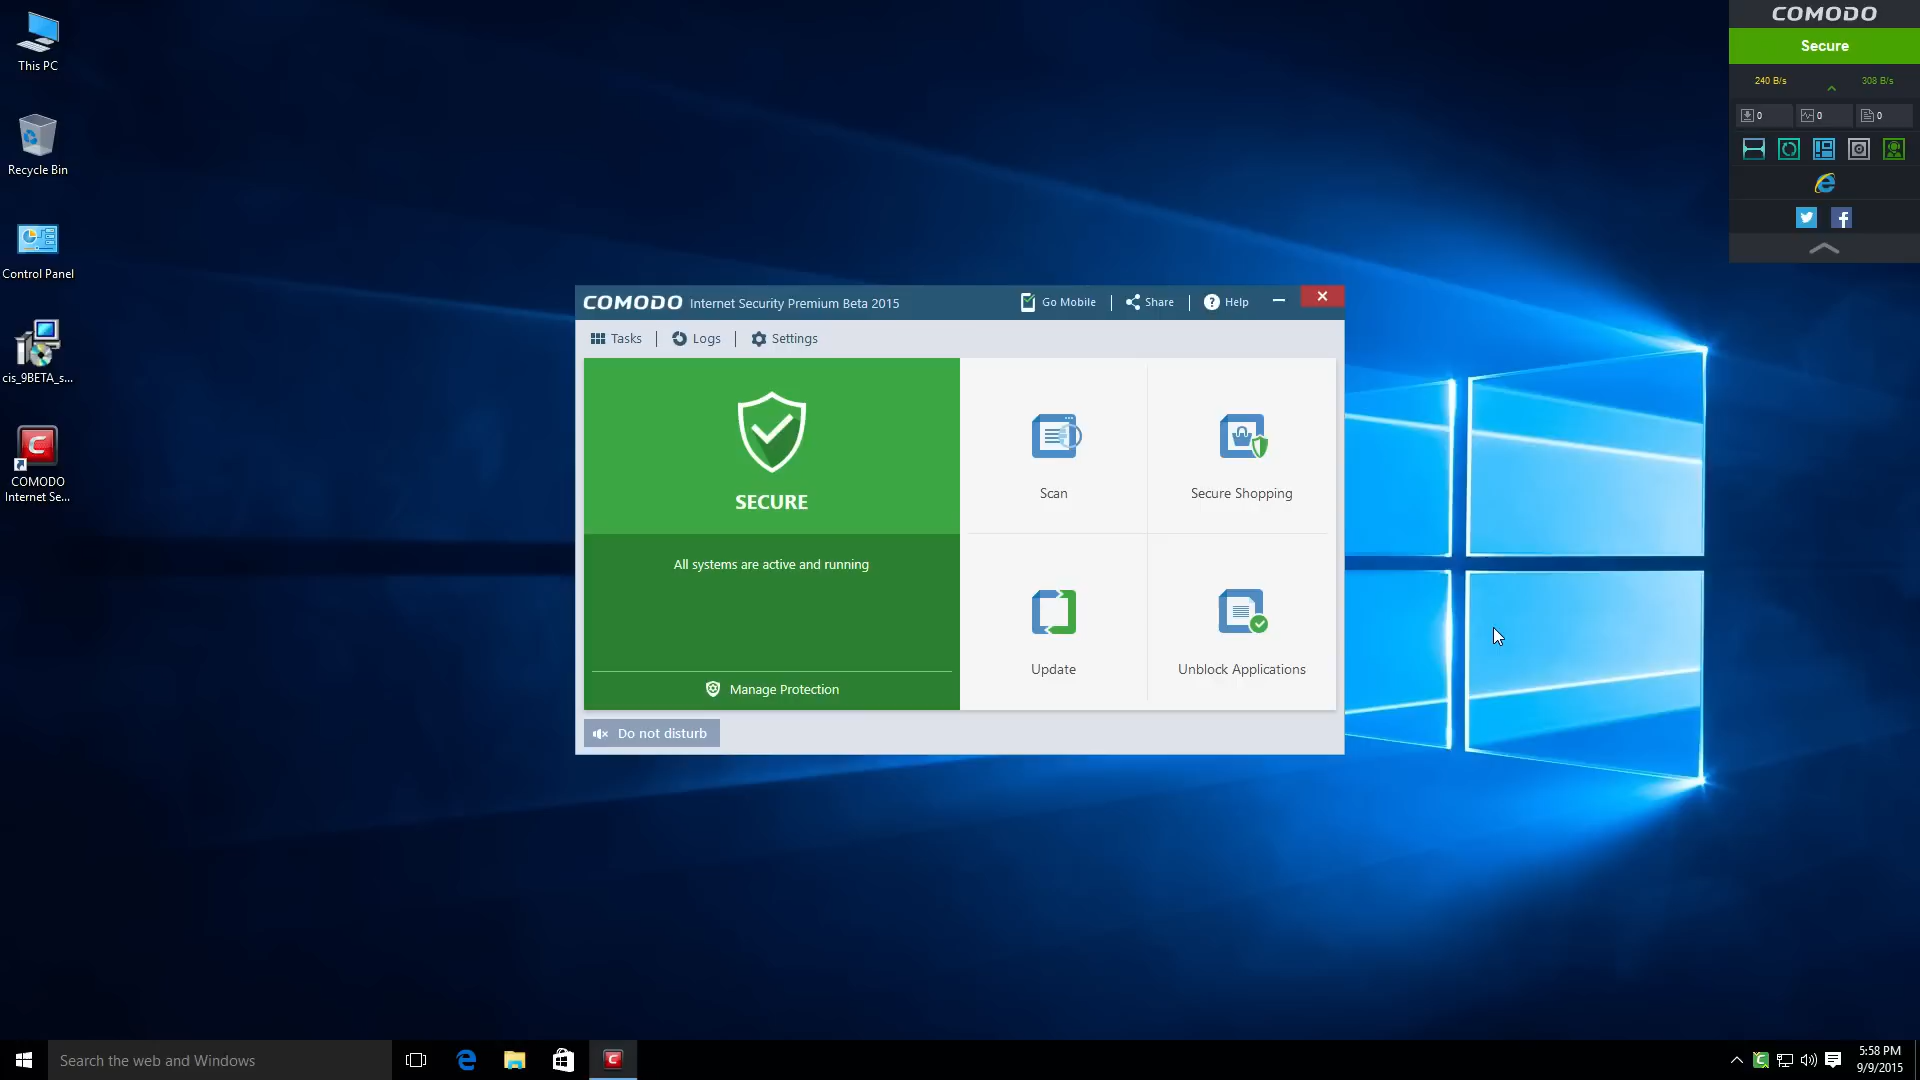 This PC
Recycle Bin
Control Panel
cis_9BETA_s...
COMODO
Internet Se...
COMODO
Secure
240 B/s
308 B/s
0
0
0
COMODO Internet Security Premium Beta 2015
Go Mobile
Share
Help
Tasks
Logs
Settings
SECURE
All systems are active and running
Manage Protection
Scan
Secure Shopping
Update
Unblock Applications
Do not disturb
Search the web and Windows
5:58 PM
9/9/2015